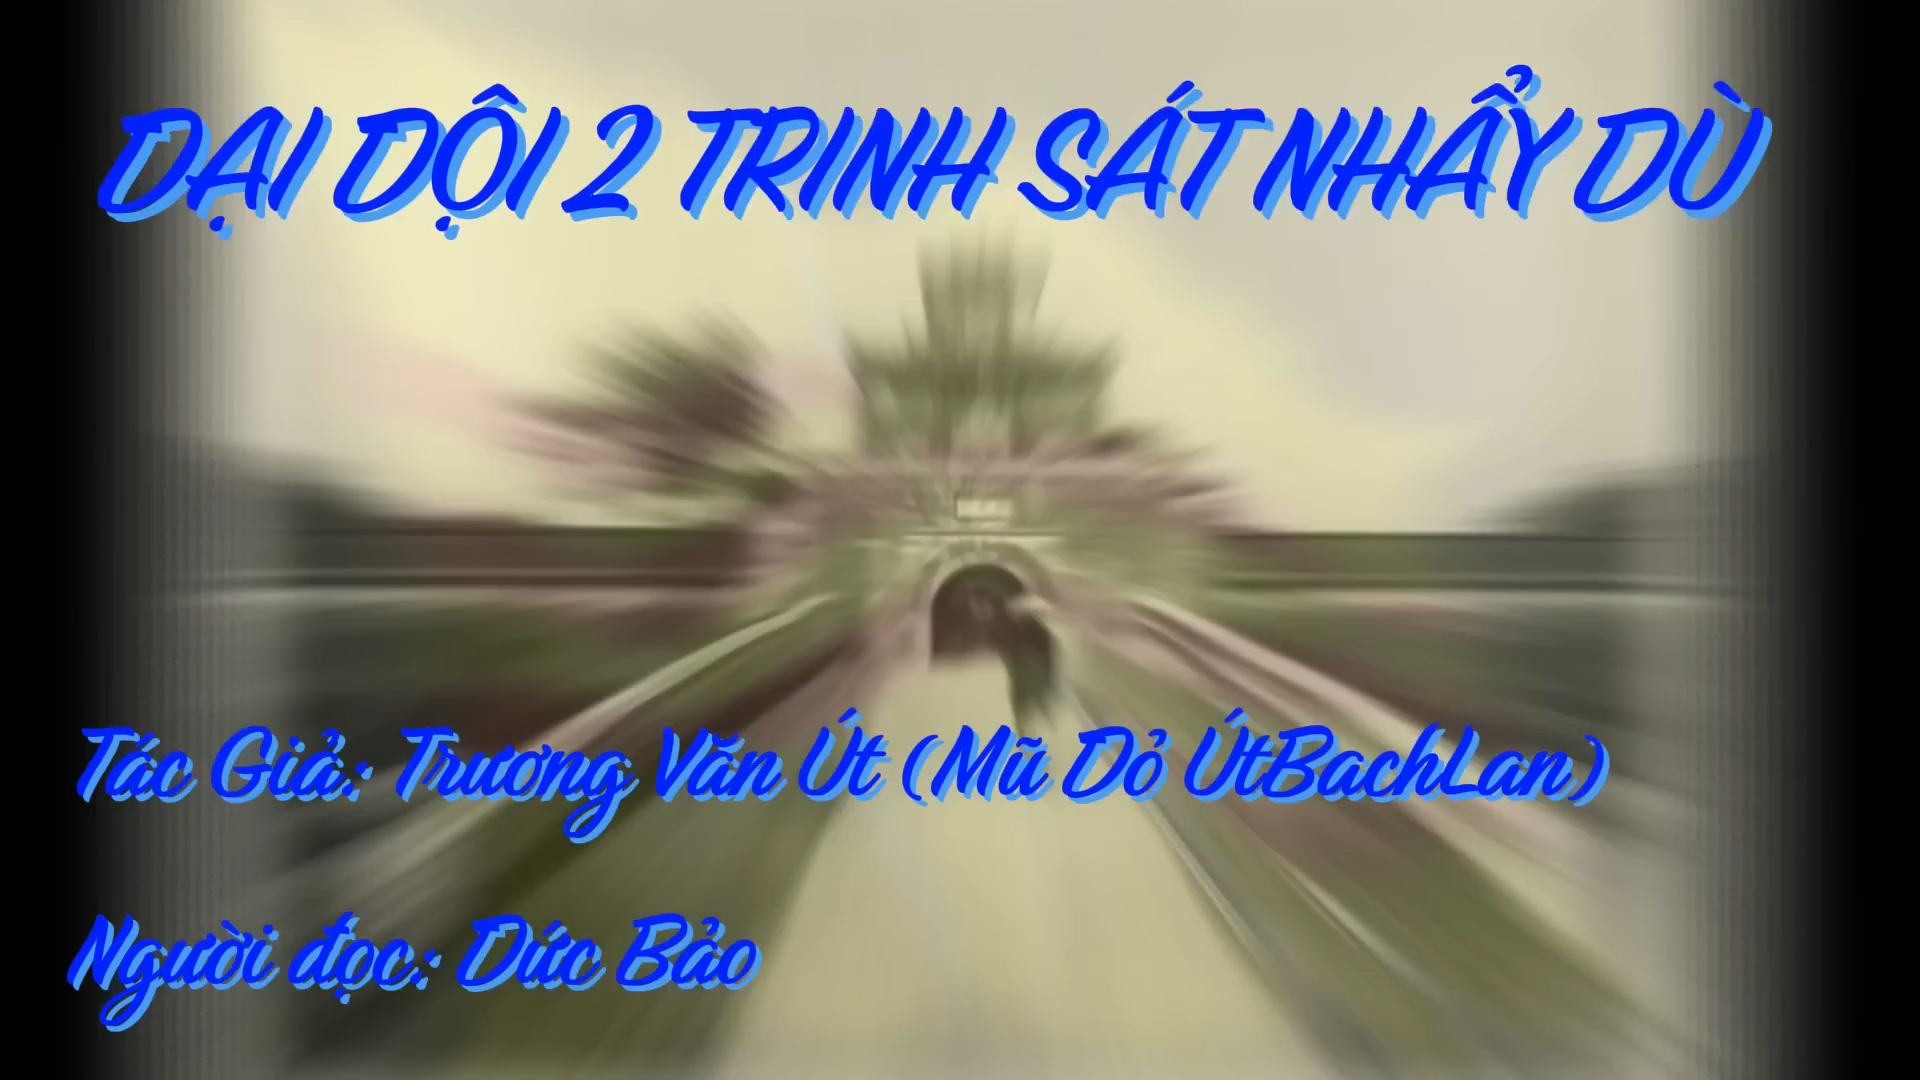 ĐẠI ĐỘI 2 TRINH SÁT NHẨY DÙ
Tác Giả: Trương Văn Út (Mũ Đỏ ÚtBachLan)
Người đọc: Đức Bảo